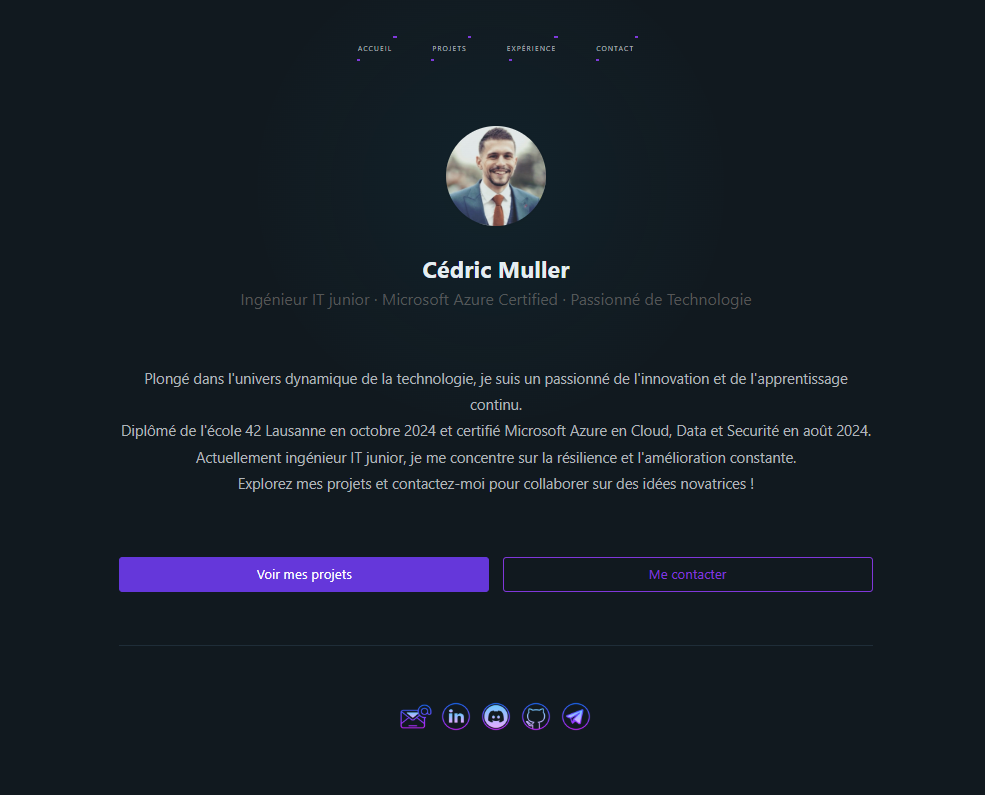 ACCUEIL
PROJETS
EXPÉRIENCE
CONTACT
Cédric Muller
Ingénieur IT junior · Microsoft Azure Certified · Passionné de Technologie
Plongé dans l'univers dynamique de la technologie, je suis un passionné de l'innovation et de l'apprentissage
continu.
Diplômé de l'école 42 Lausanne en octobre 2024 et certifié Microsoft Azure en Cloud, Data et Securité en août 2024.
Actuellement ingénieur IT junior, je me concentre sur la résilience et l'amélioration constante.
Explorez mes projets et contactez-moi pour collaborer sur des idées novatrices !
Voir mes projets
Me contacter
in